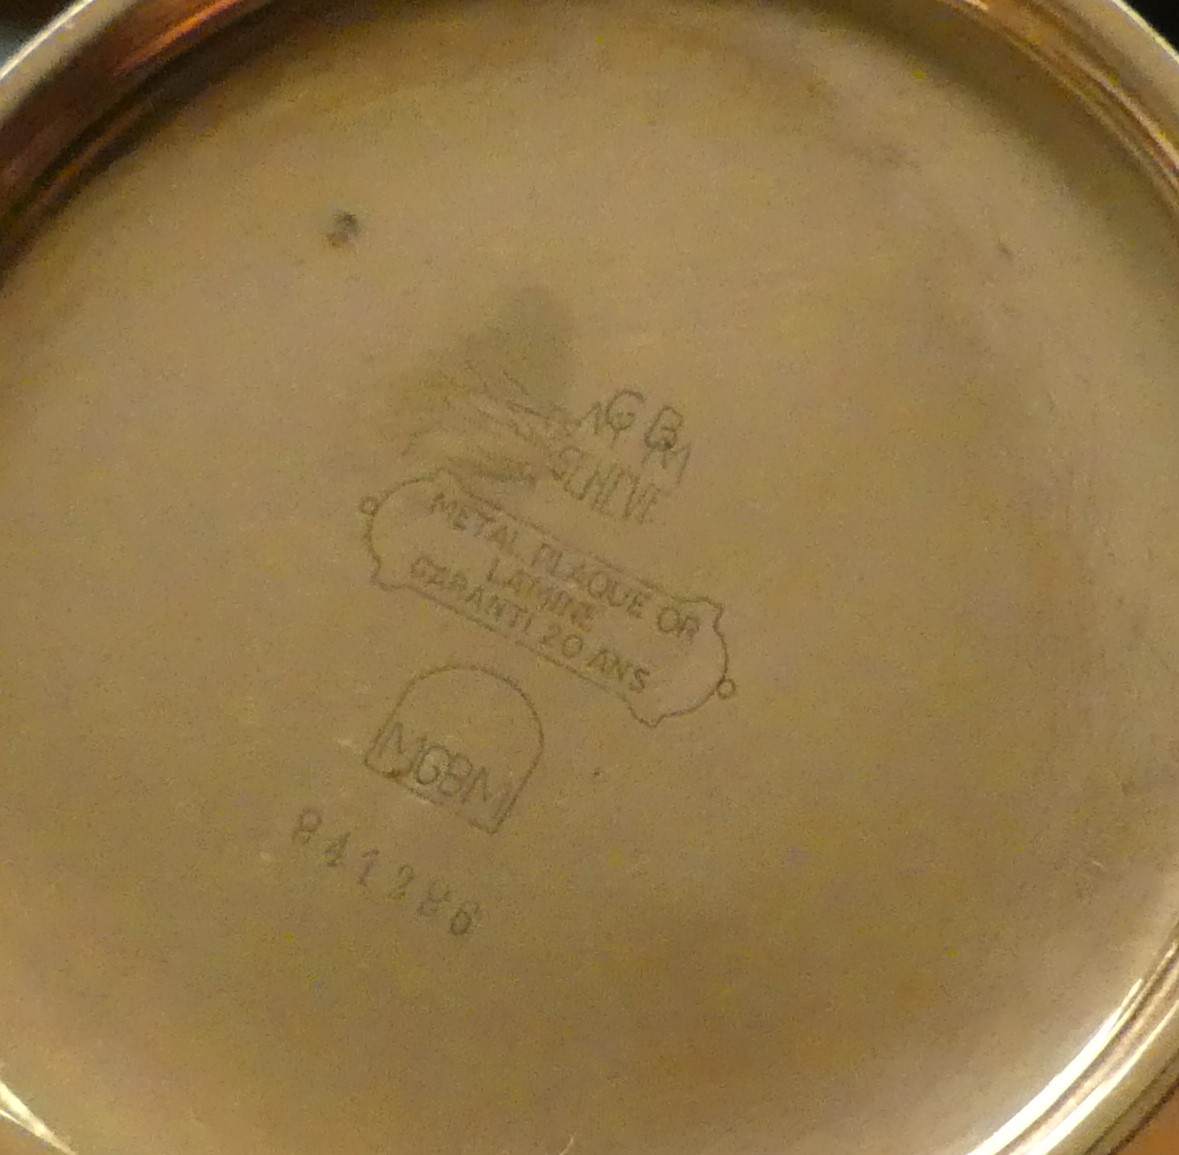 GENEVE
METAL PLAQUE OR
LAMINE
GARANTI 20 ANS
MGBM
841286